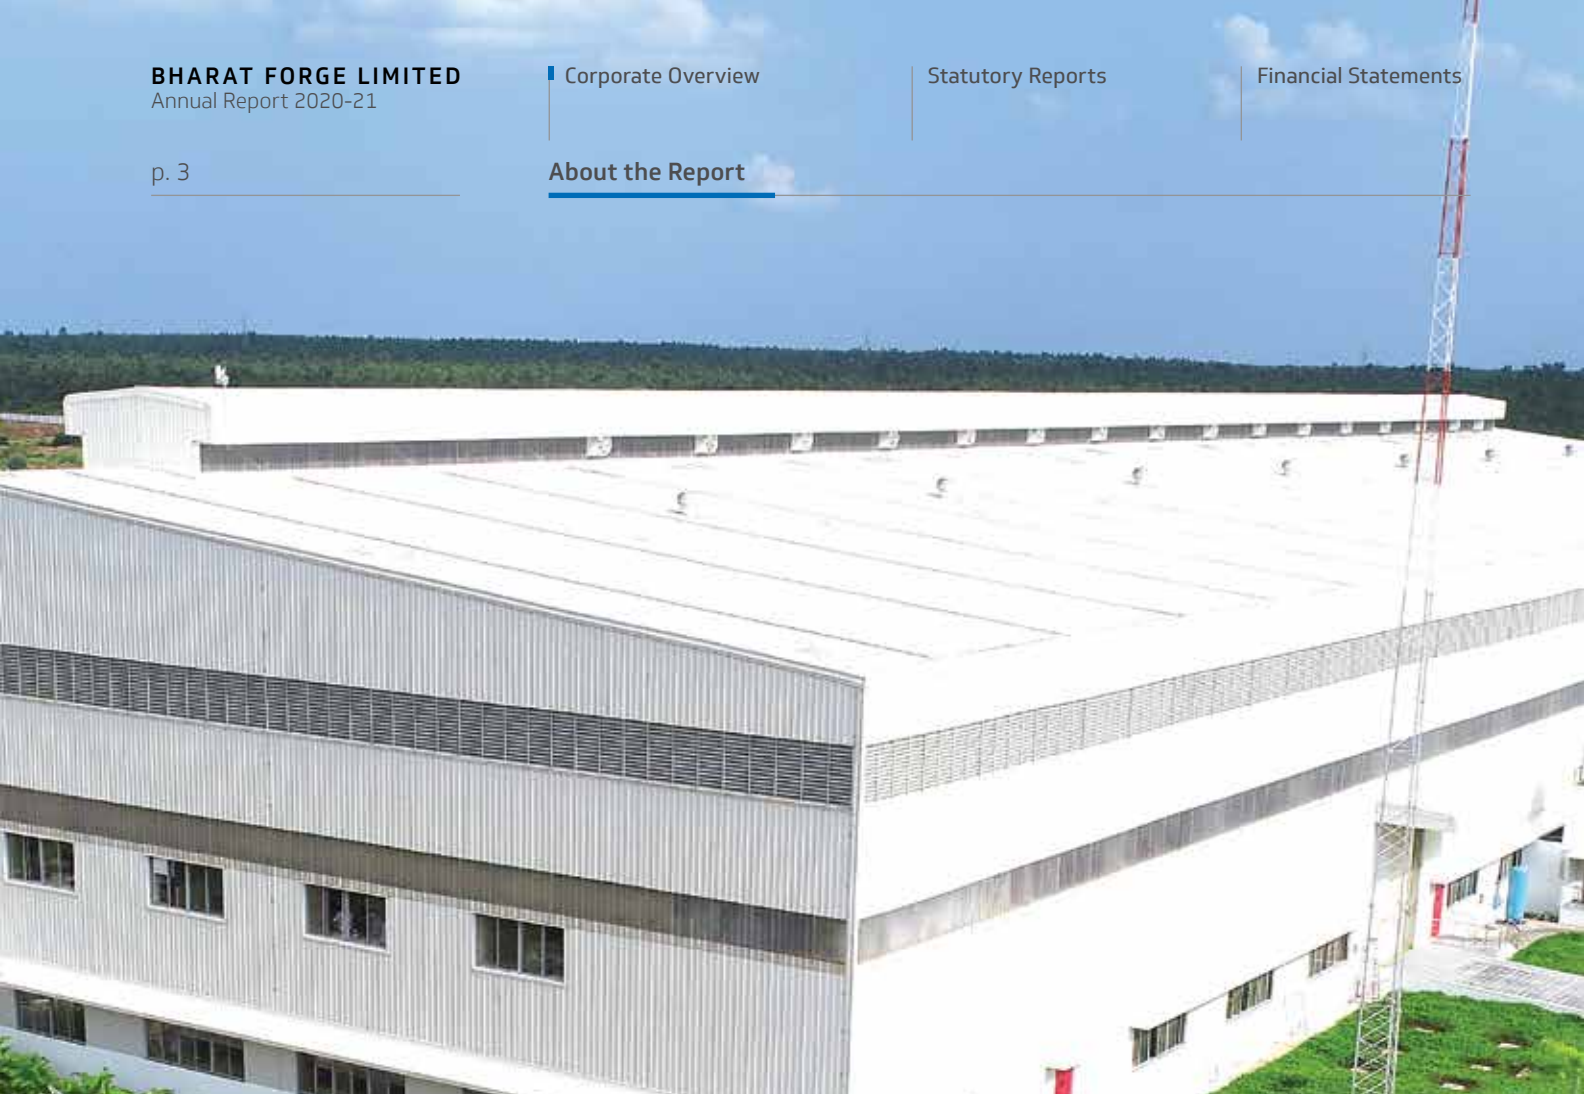 BHARAT FORGE LIMITED
Annual Report 2020-21
p. 3
Corporate Overview
Statutory Reports
Financial Statements
About the Report